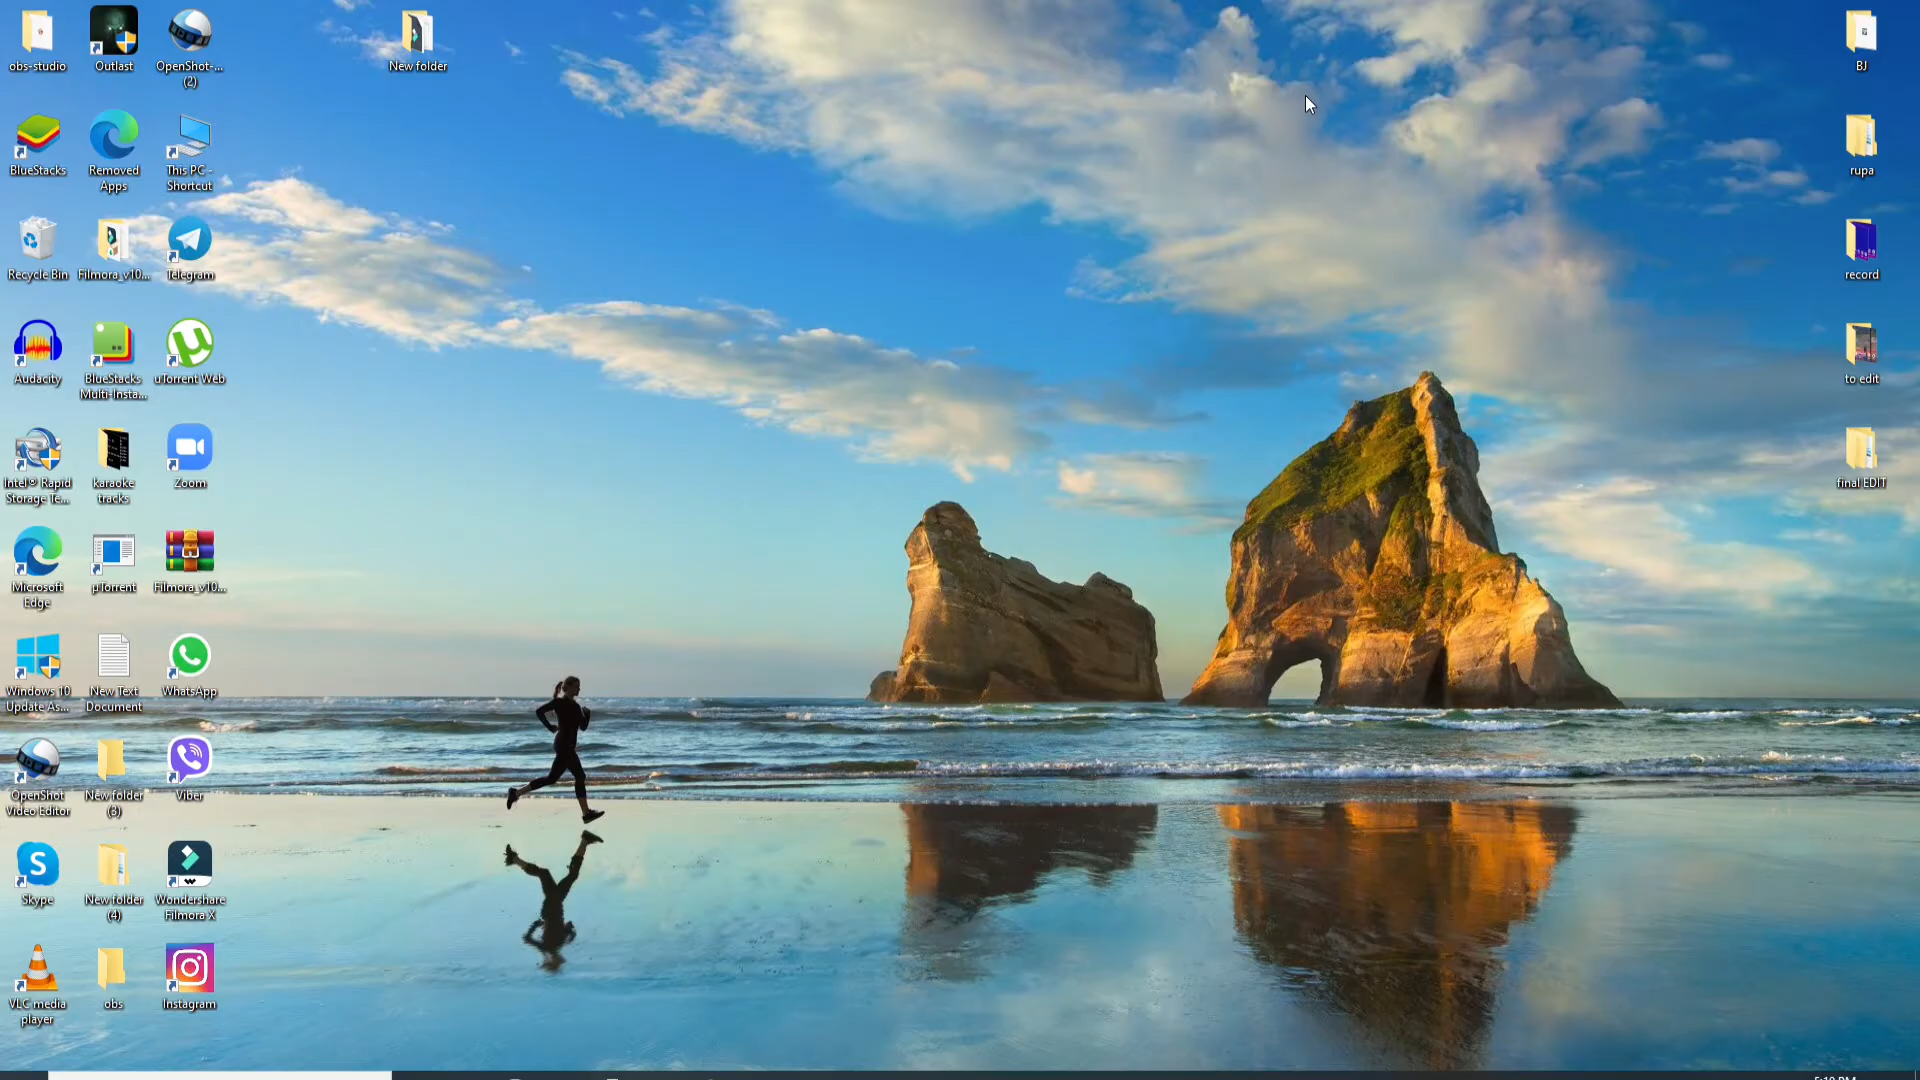 obs-studio
Outlast
OpenShot-...
(2)
New folder
BJ
BlueStacks
Removed
Apps
This PC -
Shortcut
rupa
Recycle Bin
Filmora_v10...
Telegram
record
Audacity
BlueStacks
Multi-Insta...
uTorrent Web
to edit
Intel® Rapid
Storage Te...
karaoke
tracks
Zoom
final EDIT
Microsoft
Edge
µTorrent
Filmora_v10...
Windows 10
Update As...
New Text
Document
WhatsApp
OpenShot
Video Editor
New folder
(3)
Viber
Skype
New folder
(4)
Wondershare
Filmora X
VLC media
player
obs
Instagram